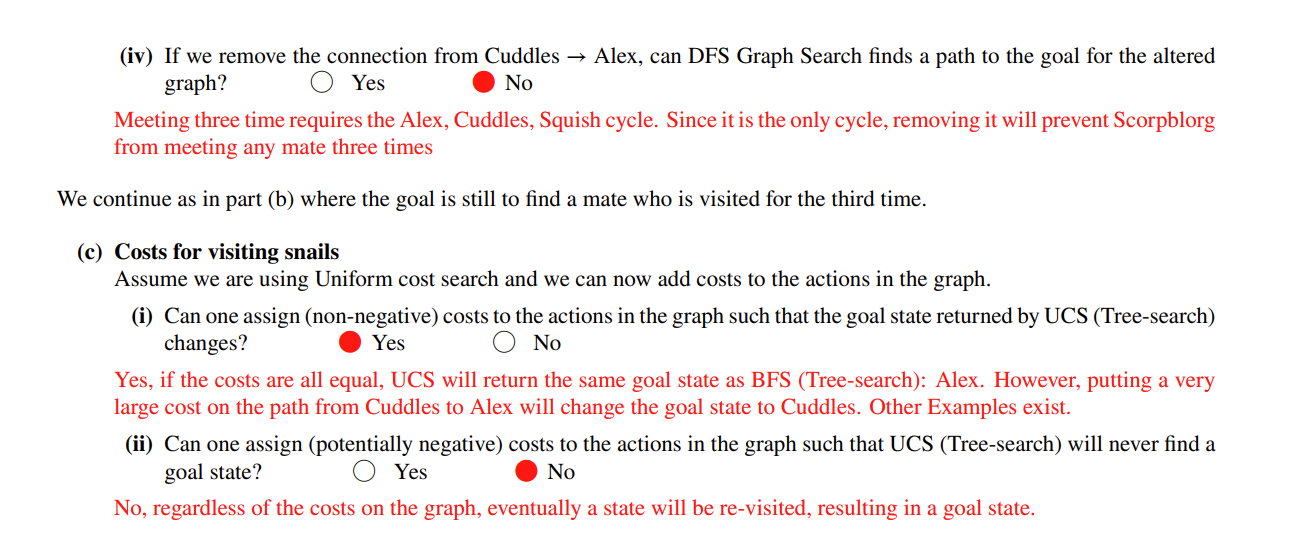 (iv) If we remove the connection from Cuddles → Alex, can DFS Graph Search finds a path to the goal for the altered
graph? Yes No
Meeting three time requires the Alex, Cuddles, Squish cycle. Since it is the only cycle, removing it will prevent Scorpblorg
from meeting any mate three times
We continue as in part (b) where the goal is still to find a mate who is visited for the third time.
(c) Costs for visiting snails
Assume we are using Uniform cost search and we can now add costs to the actions in the graph.
(i) Can one assign (non-negative) costs to the actions in the graph such that the goal state returned by UCS (Tree-search)
changes? Yes No
Yes, if the costs are all equal, UCS will return the same goal state as BFS (Tree-search): Alex. However, putting a very
large cost on the path from Cuddles to Alex will change the goal state to Cuddles. Other Examples exist.
(ii) Can one assign (potentially negative) costs to the actions in the graph such that UCS (Tree-search) will never find a
goal state? Yes No
No, regardless of the costs on the graph, eventually a state will be re-visited, resulting in a goal state.